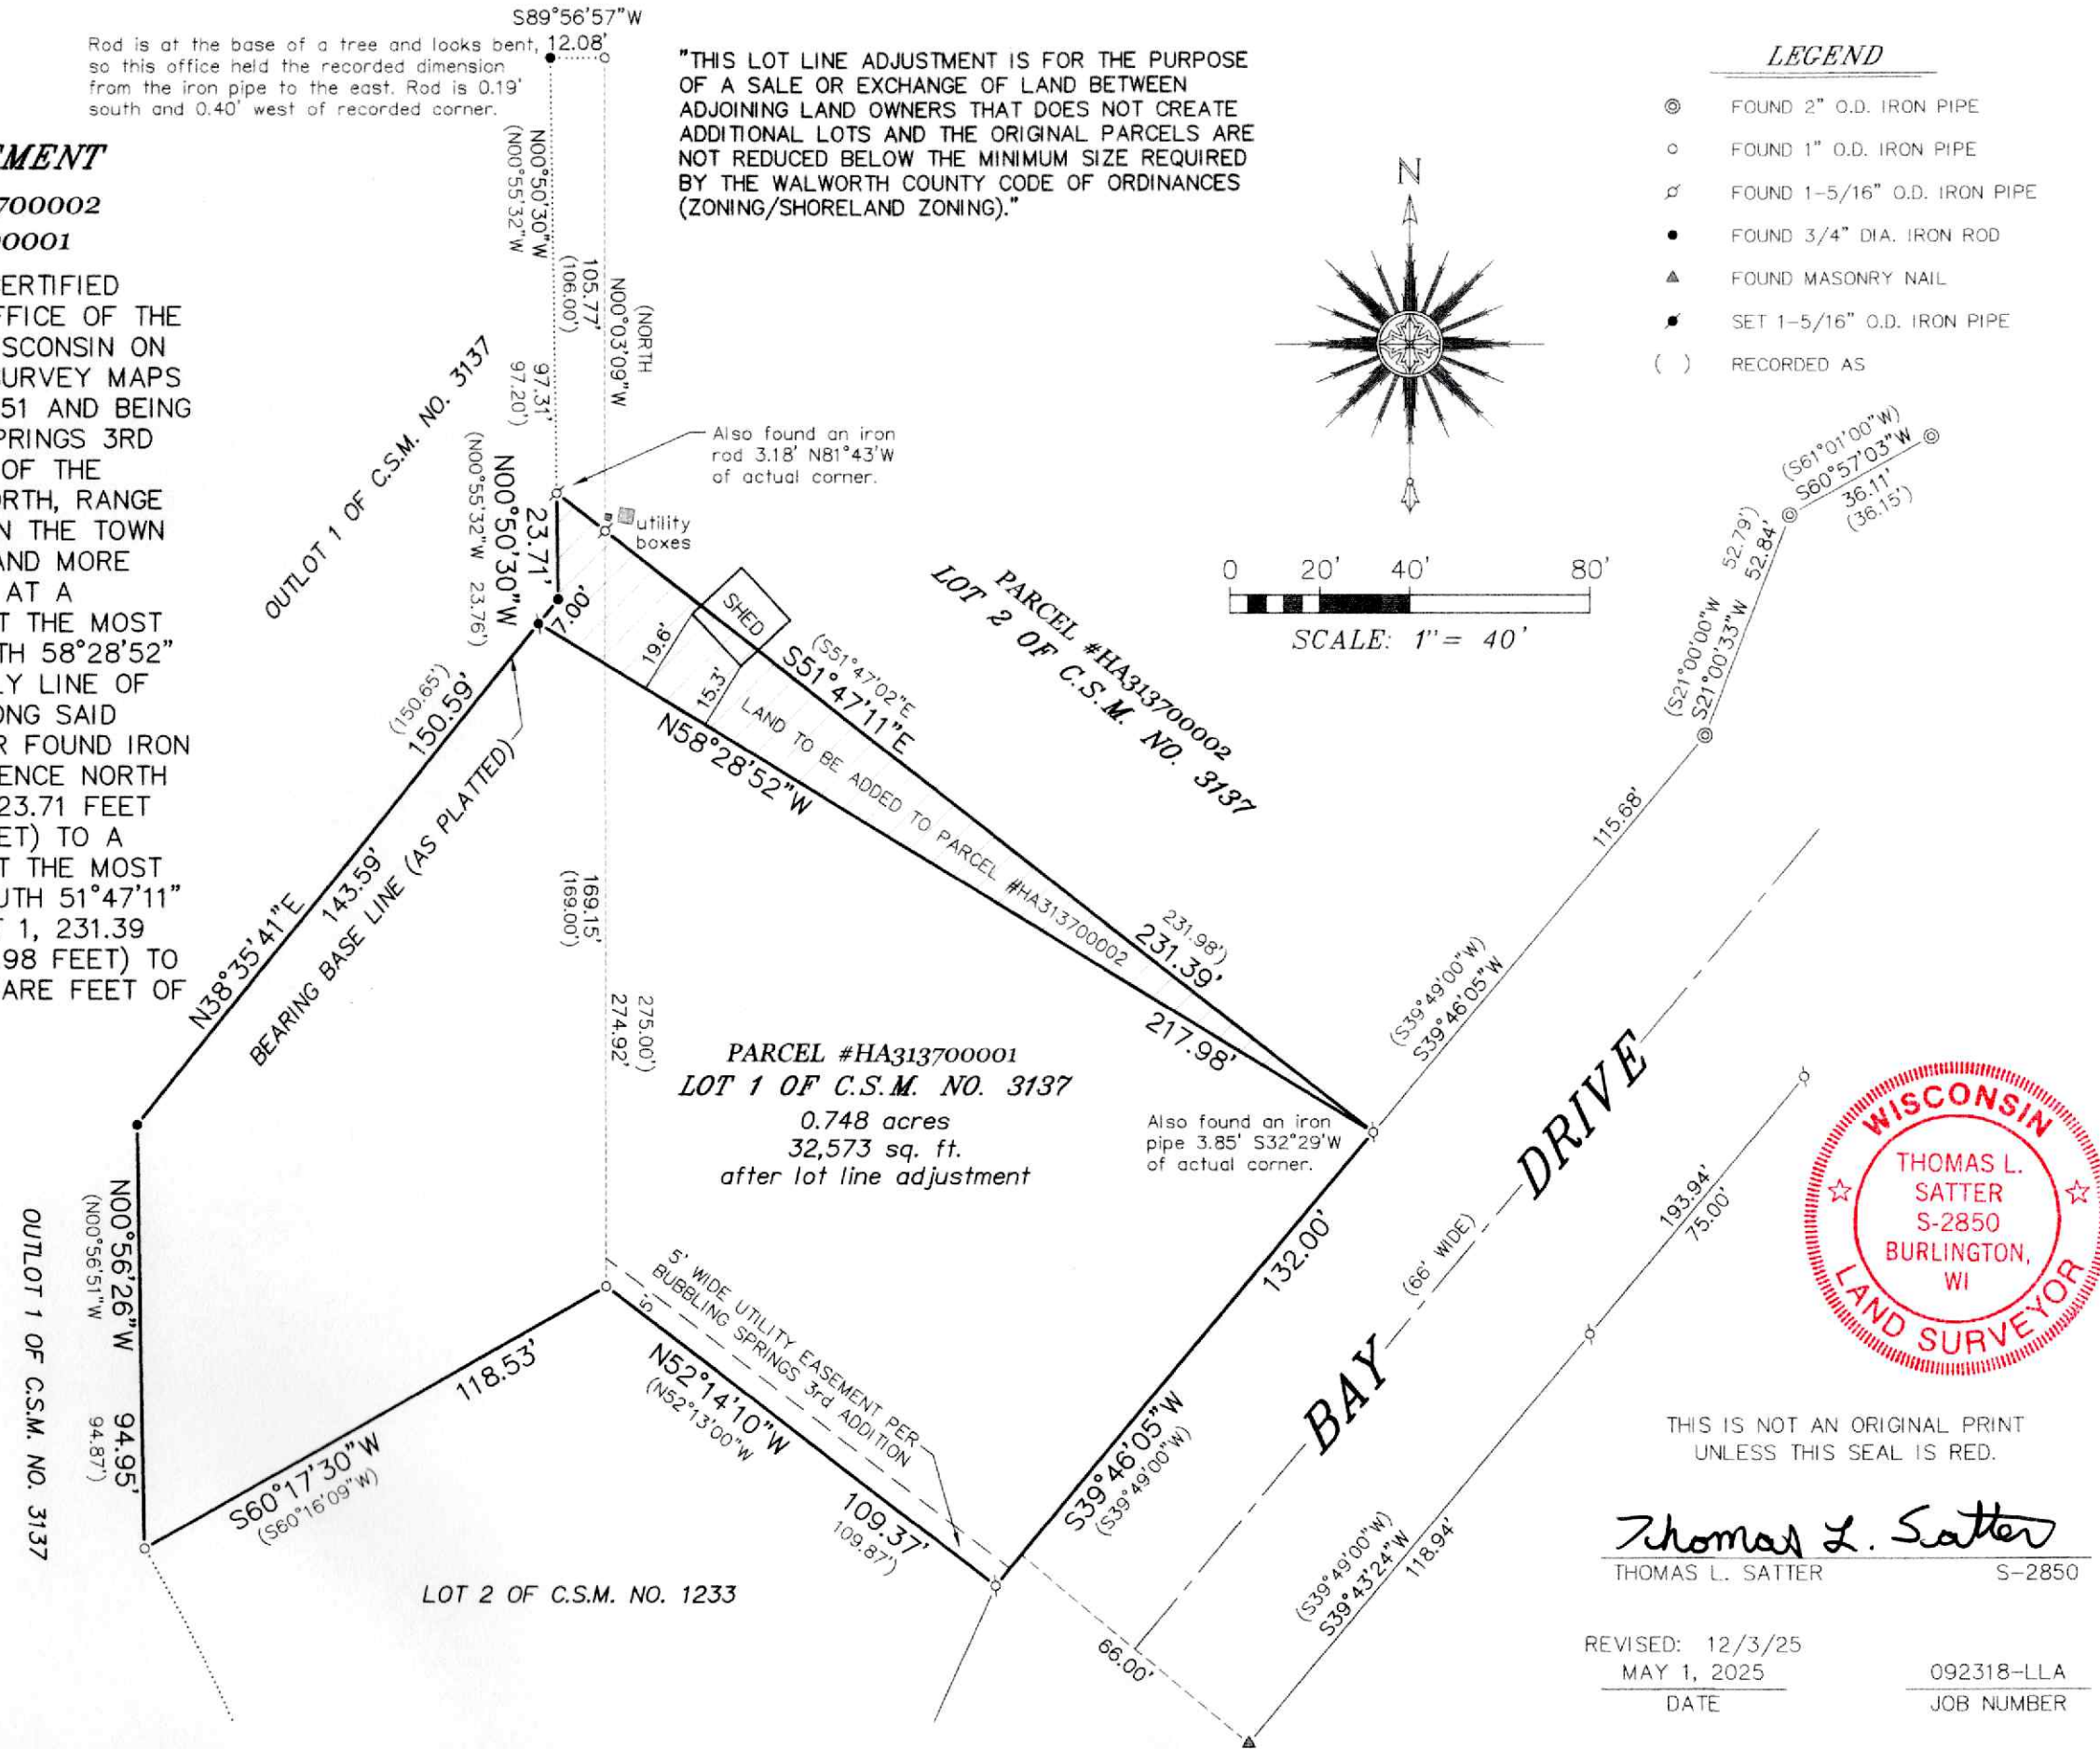 S89°56'57"W
12.08'
Rod is at the base of a tree and looks bent,
so this office held the recorded dimension
from the iron pipe to the east. Rod is 0.19'
south and 0.40' west of recorded corner.
EMENT
700002
00001
ERTIFIED
FFICE OF THE
ISCONSIN ON
SURVEY MAPS
51 AND BEING
PRINGS 3RD
OF THE
ORTH, RANGE
N THE TOWN
AND MORE
AT A
T THE MOST
TH 58°28'52"
LY LINE OF
ONG SAID
R FOUND IRON
ENCE NORTH
23.71 FEET
ET) TO A
T THE MOST
UTH 51°47'11"
T 1, 231.39
98 FEET) TO
ARE FEET OF
"THIS LOT LINE ADJUSTMENT IS FOR THE PURPOSE
OF A SALE OR EXCHANGE OF LAND BETWEEN
ADJOINING LAND OWNERS THAT DOES NOT CREATE
ADDITIONAL LOTS AND THE ORIGINAL PARCELS ARE
NOT REDUCED BELOW THE MINIMUM SIZE REQUIRED
BY THE WALWORTH COUNTY CODE OF ORDINANCES
(ZONING/SHORELAND ZONING)."
N
LEGEND
FOUND 2" O.D. IRON PIPE
FOUND 1" O.D. IRON PIPE
FOUND 1-5/16" O.D. IRON PIPE
FOUND 3/4" DIA. IRON ROD
FOUND MASONRY NAIL
SET 1-5/16" O.D. IRON PIPE
( ) RECORDED AS
0 20' 40' 80'
SCALE: 1" = 40'
N00°50'30"W 97.31'
(N00°55'32"W 97.20')
105.77'
(106.00')
(NORTH
N00°03'09"W
275.00')
274.92'
169.15'
(169.00')
Also found an iron
rod 3.18' N81°43'W
of actual corner.
utility
boxes
OUTLOT 1 OF C.S.M. NO. 3137
23.71'
N00°50'30"W
(N00°55'32"W 23.76')
7.00'
SHED
19.6'
15.3'
(S51°47'02"E
S51°47'11"E
231.98')
231.39'
LAND TO BE ADDED TO PARCEL #HA313700002
N58°28'52"W
217.98'
PARCEL #HA313700002
LOT 2 OF C.S.M. NO. 3137
(150.65')
150.59'
143.59'
N38°35'41"E
BEARING BASE LINE (AS PLATTED)
(S61°01'00"W)
S60°57'03"W
36.11'
(36.15')
(S21°00'00"W 52.79')
S21°00'33"W 52.84'
115.68'
(S39°49'00"W)
S39°46'05"W
PARCEL #HA313700001
LOT 1 OF C.S.M. NO. 3137
0.748 acres
32,573 sq. ft.
after lot line adjustment
Also found an iron
pipe 3.85' S32°29'W
of actual corner.
132.00'
S39°46'05"W
(S39°49'00"W)
BAY DRIVE
(66' WIDE)
193.94'
75.00'
(S39°49'00"W)
S39°43'24"W
118.94'
66.00'
N00°56'26"W 94.95'
(N00°56'51"W 94.87')
OUTLOT 1 OF C.S.M. NO. 3137
118.53'
S60°17'30"W
(S60°16'09"W)
5' WIDE UTILITY EASEMENT PER
BUBBLING SPRINGS 3rd ADDITION
5'
N52°14'10"W
(N52°13'00"W
109.37'
109.87')
LOT 2 OF C.S.M. NO. 1233
WISCONSIN
THOMAS L.
SATTER
S-2850
BURLINGTON,
WI
LAND SURVEYOR
THIS IS NOT AN ORIGINAL PRINT
UNLESS THIS SEAL IS RED.
Thomas L. Satter
THOMAS L. SATTER S-2850
REVISED: 12/3/25
MAY 1, 2025
DATE
092318-LLA
JOB NUMBER